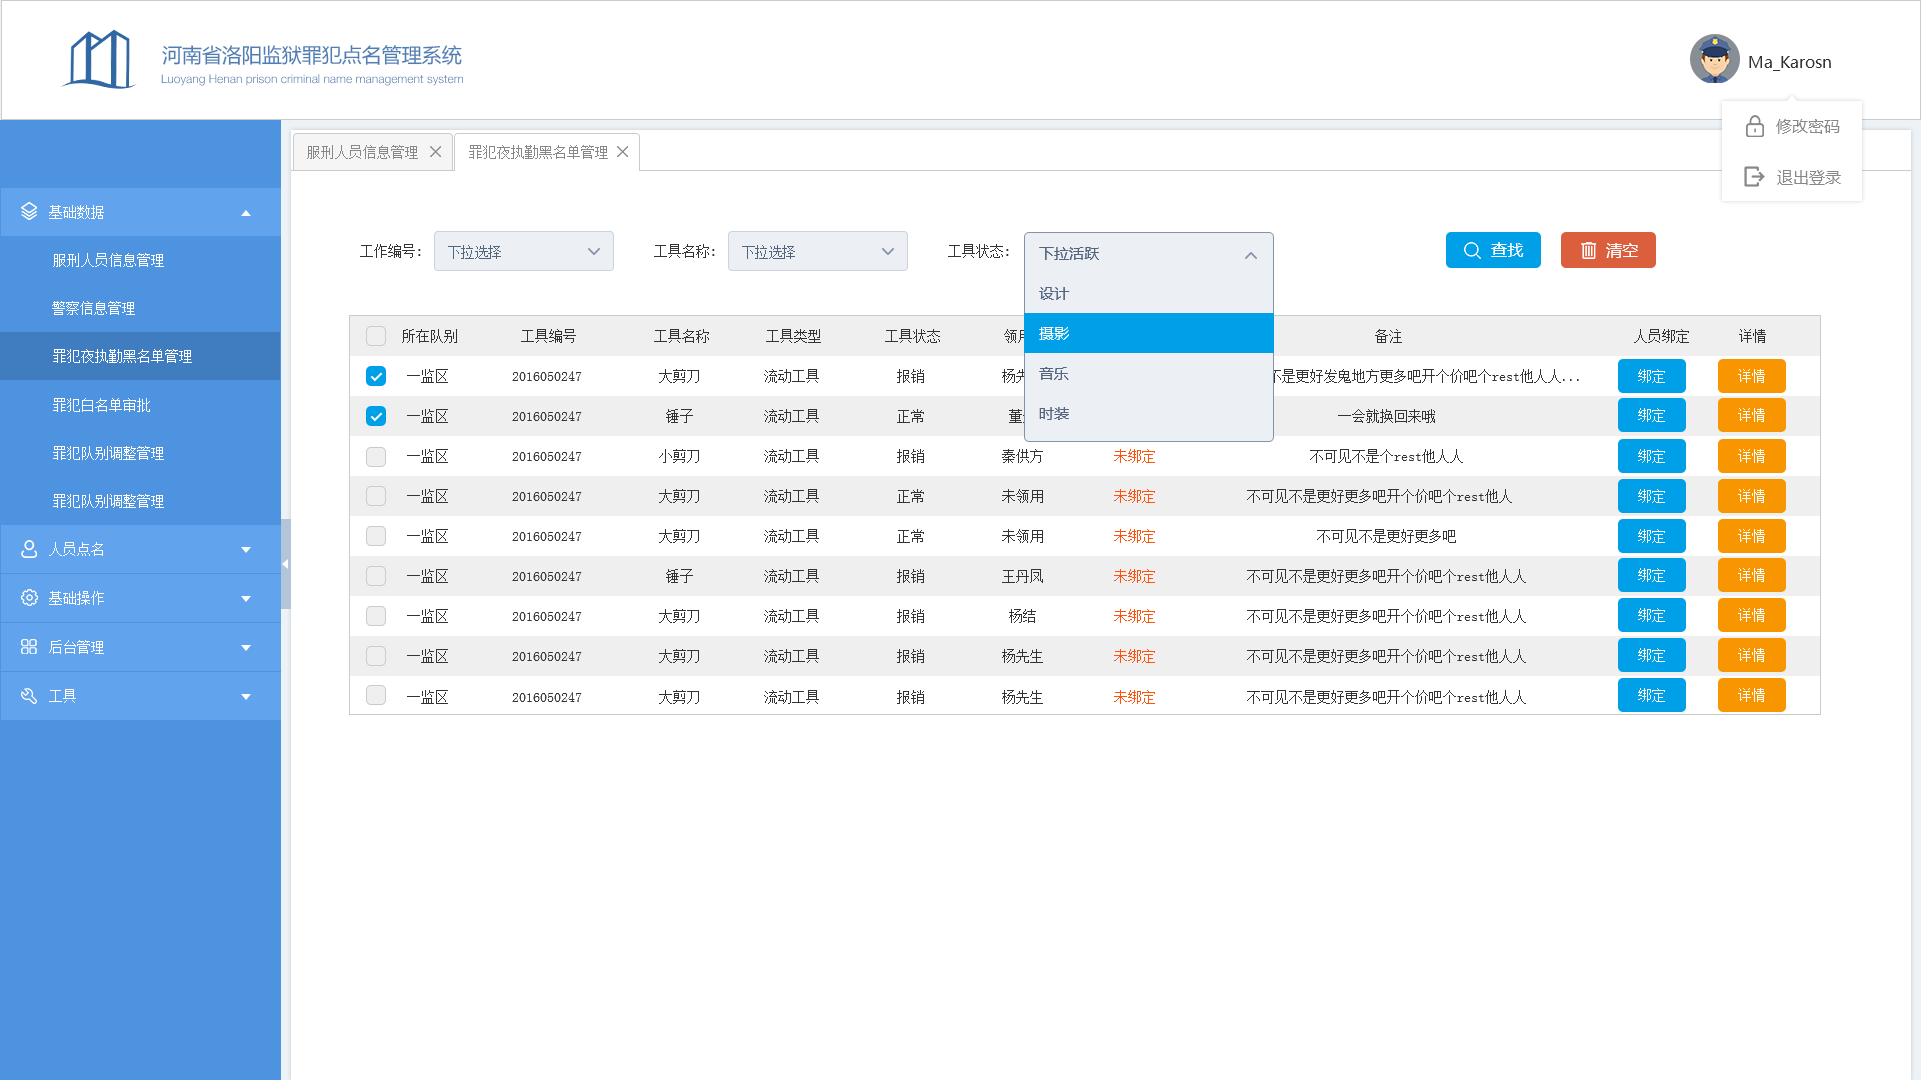 河南省洛阳监狱罪犯点名管理系统
Luoyang Henan prison criminal name management system
Ma_Karosn
修改密码
退出登录
服刑人员信息管理
罪犯夜执勤黑名单管理
基础数据
服刑人员信息管理
警察信息管理
罪犯夜执勤黑名单管理
罪犯白名单审批
罪犯队别调整管理
罪犯队别调整管理
人员点名
基础操作
后台管理
工具
工作编号: 下拉选择 工具名称: 下拉选择 工具状态: 下拉活跃 查找 清空
设计
摄影
音乐
时装
所在队别 工具编号 工具名称 工具类型 工具状态 领 备注 人员绑定 详情
一监区 2016050247 大剪刀 流动工具 报销 杨 不是更好发鬼地方更多吧开个价吧个rest他人人... 绑定 详情
一监区 2016050247 锤子 流动工具 正常 董 一会就换回来哦 绑定 详情
一监区 2016050247 小剪刀 流动工具 报销 秦供方 未绑定 不可见不是个rest他人人 绑定 详情
一监区 2016050247 大剪刀 流动工具 正常 未领用 未绑定 不可见不是更好更多吧开个价吧个rest他人 绑定 详情
一监区 2016050247 大剪刀 流动工具 正常 未领用 未绑定 不可见不是更好更多吧 绑定 详情
一监区 2016050247 锤子 流动工具 报销 王丹凤 未绑定 不可见不是更好更多吧开个价吧个rest他人人 绑定 详情
一监区 2016050247 大剪刀 流动工具 报销 杨结 未绑定 不可见不是更好更多吧开个价吧个rest他人人 绑定 详情
一监区 2016050247 大剪刀 流动工具 报销 杨先生 未绑定 不可见不是更好更多吧开个价吧个rest他人人 绑定 详情
一监区 2016050247 大剪刀 流动工具 报销 杨先生 未绑定 不可见不是更好更多吧开个价吧个rest他人人 绑定 详情